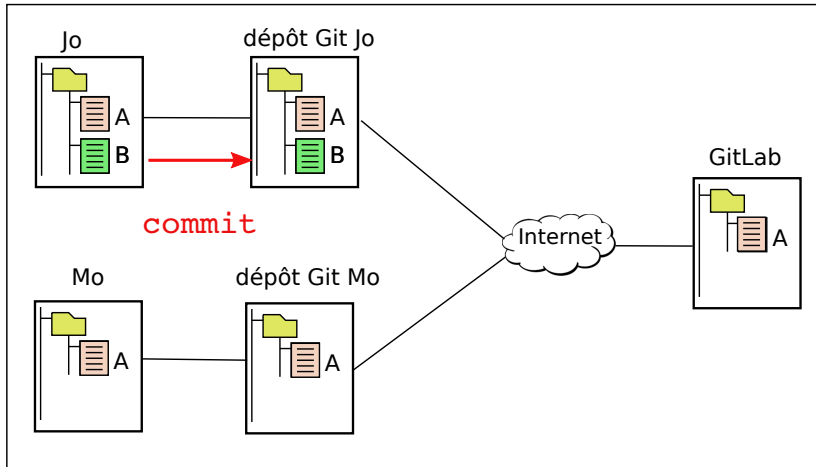 Jo
dépôt Git Jo
A
A
B
B
GitLab
commit
Internet
A
Mo
dépôt Git Mo
A
A